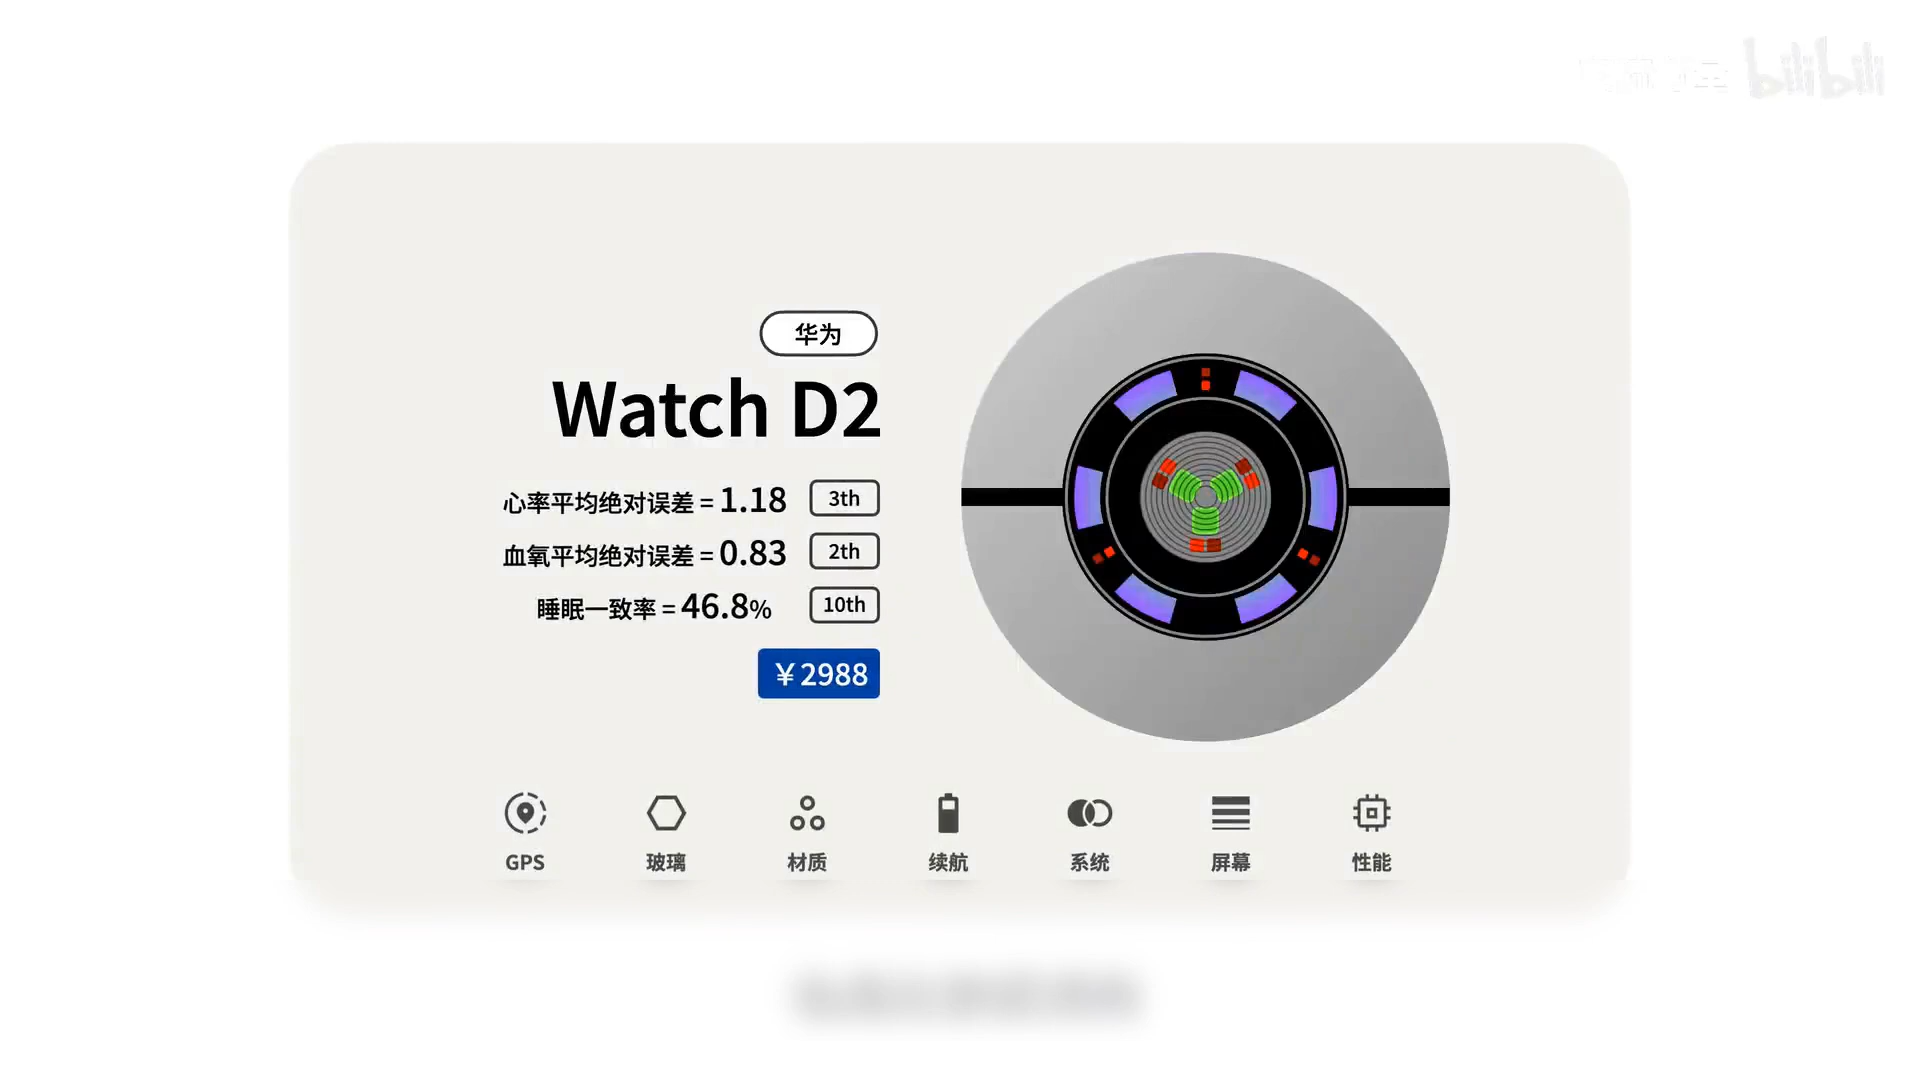 bilibili
华为
Watch D2
心率平均绝对误差 = 1.18 3th
血氧平均绝对误差 = 0.83 2th
睡眠一致率 = 46.8% 10th
￥2988
GPS 玻璃 材质 续航 系统 屏幕 性能